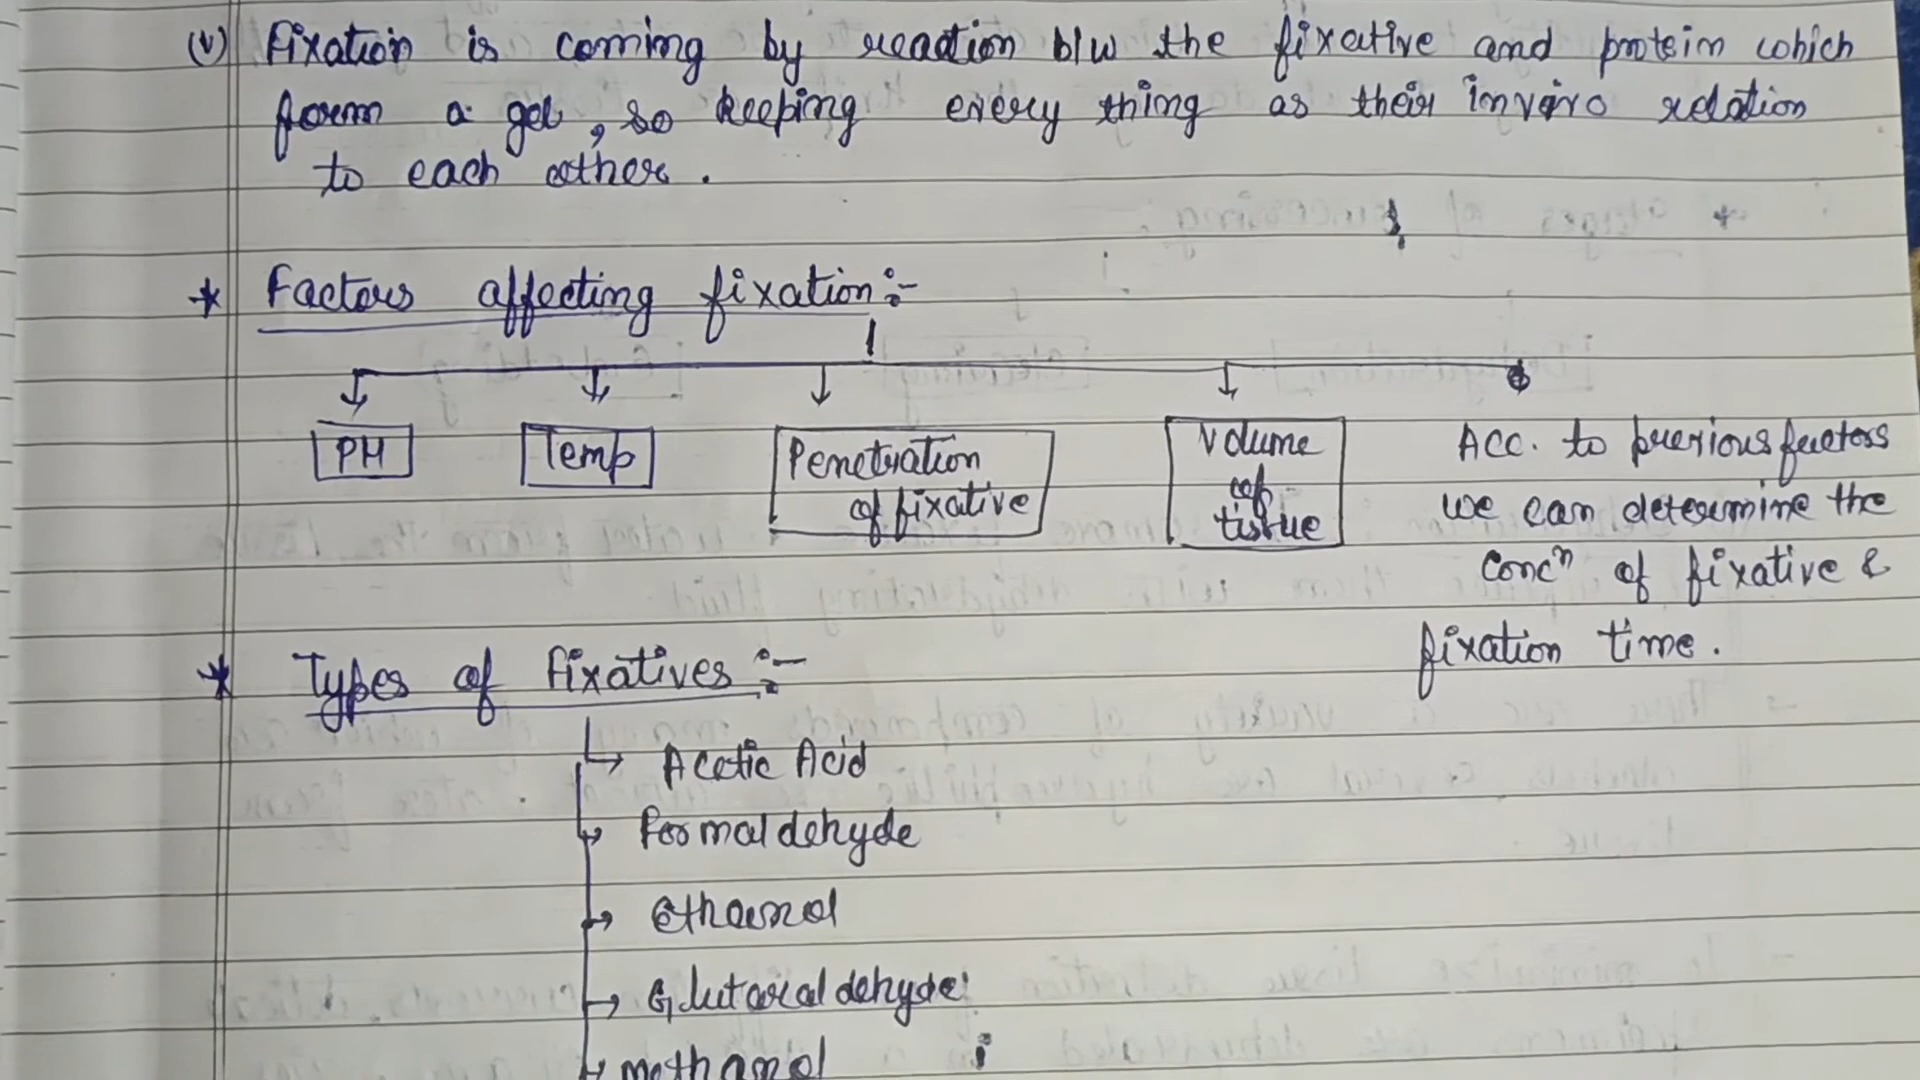 (v) Fixation is coming by reaction b/w the fixative and protein which
form a gel, so keeping every thing as their invivo relation
to each other.
* Factors affecting fixation:-
PH
Temp
Penetration
of fixative
Volume
of
tissue
Acc. to previous factors
we can determine the
concⁿ of fixative &
fixation time.
* Types of fixatives :-
Acetic Acid
Formaldehyde
Ethanol
Glutaraldehyde
methanol